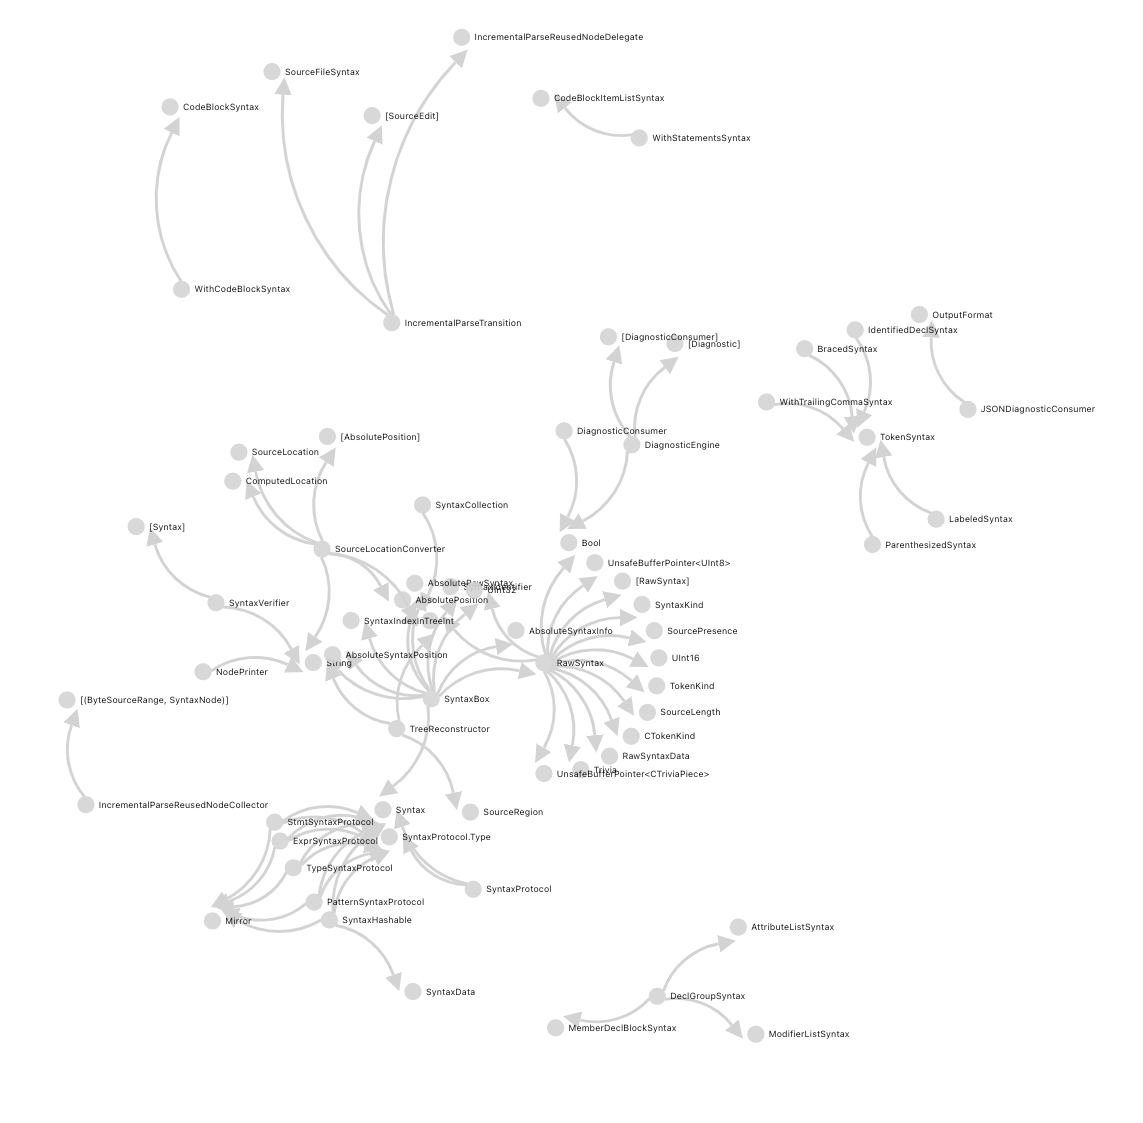 IncrementalParseReusedNodeDelegate
SourceFileSyntax
CodeBlockItemListSyntax
CodeBlockSyntax
[SourceEdit]
WithStatementsSyntax
WithCodeBlockSyntax
OutputFormat
IncrementalParseTransition
IdentifiedDeclSyntax
[DiagnosticConsumer]
[Diagnostic]
BracedSyntax
WithTrailingCommaSyntax
JSONDiagnosticConsumer
DiagnosticConsumer
[AbsolutePosition]
TokenSyntax
DiagnosticEngine
SourceLocation
ComputedLocation
SyntaxCollection
LabeledSyntax
[Syntax]
Bool
ParenthesizedSyntax
SourceLocationConverter
UnsafeBufferPointer<UInt8>
[RawSyntax]
AbsoluteRawSyntax
SyntaxIdentifier
UInt32
AbsolutePosition
SyntaxVerifier
SyntaxKind
SyntaxIndexInTree
Int
AbsoluteSyntaxInfo
SourcePresence
AbsoluteSyntaxPosition
UInt16
String
RawSyntax
NodePrinter
TokenKind
[(ByteSourceRange, SyntaxNode)]
SyntaxBox
SourceLength
TreeReconstructor
CTokenKind
RawSyntaxData
Trivia
UnsafeBufferPointer<CTriviaPiece>
IncrementalParseReusedNodeCollector
Syntax
SourceRegion
StmtSyntaxProtocol
SyntaxProtocol.Type
ExprSyntaxProtocol
TypeSyntaxProtocol
SyntaxProtocol
PatternSyntaxProtocol
Mirror
SyntaxHashable
AttributeListSyntax
SyntaxData
DeclGroupSyntax
MemberDeclBlockSyntax
ModifierListSyntax